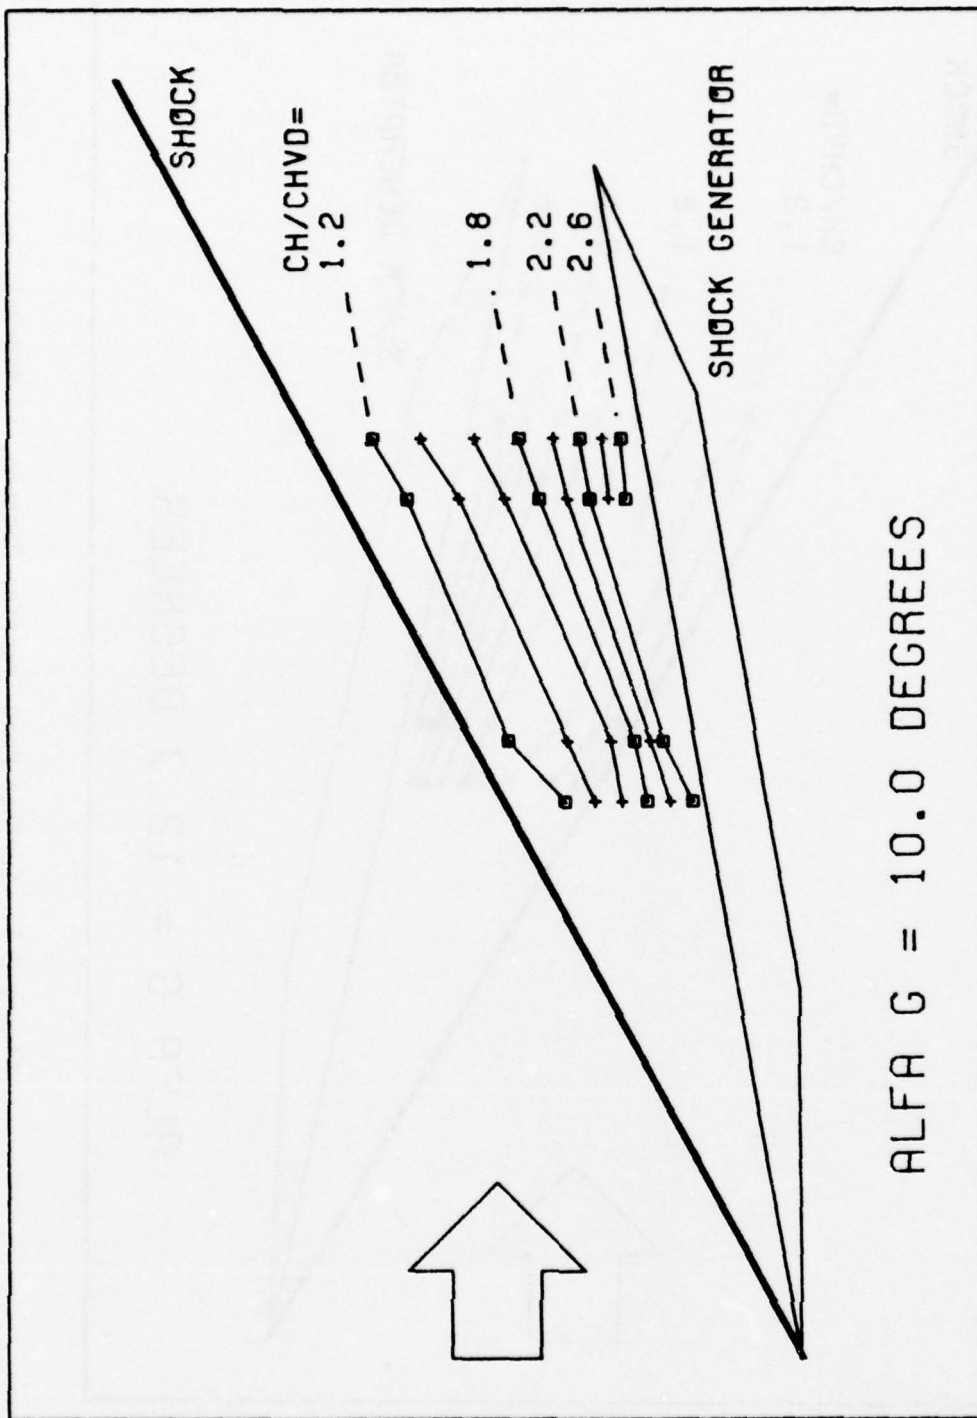 SHOCK
CH/CHVD=
1.2
1.8
2.2
2.6
SHOCK GENERATOR
ALFA G = 10.0 DEGREES